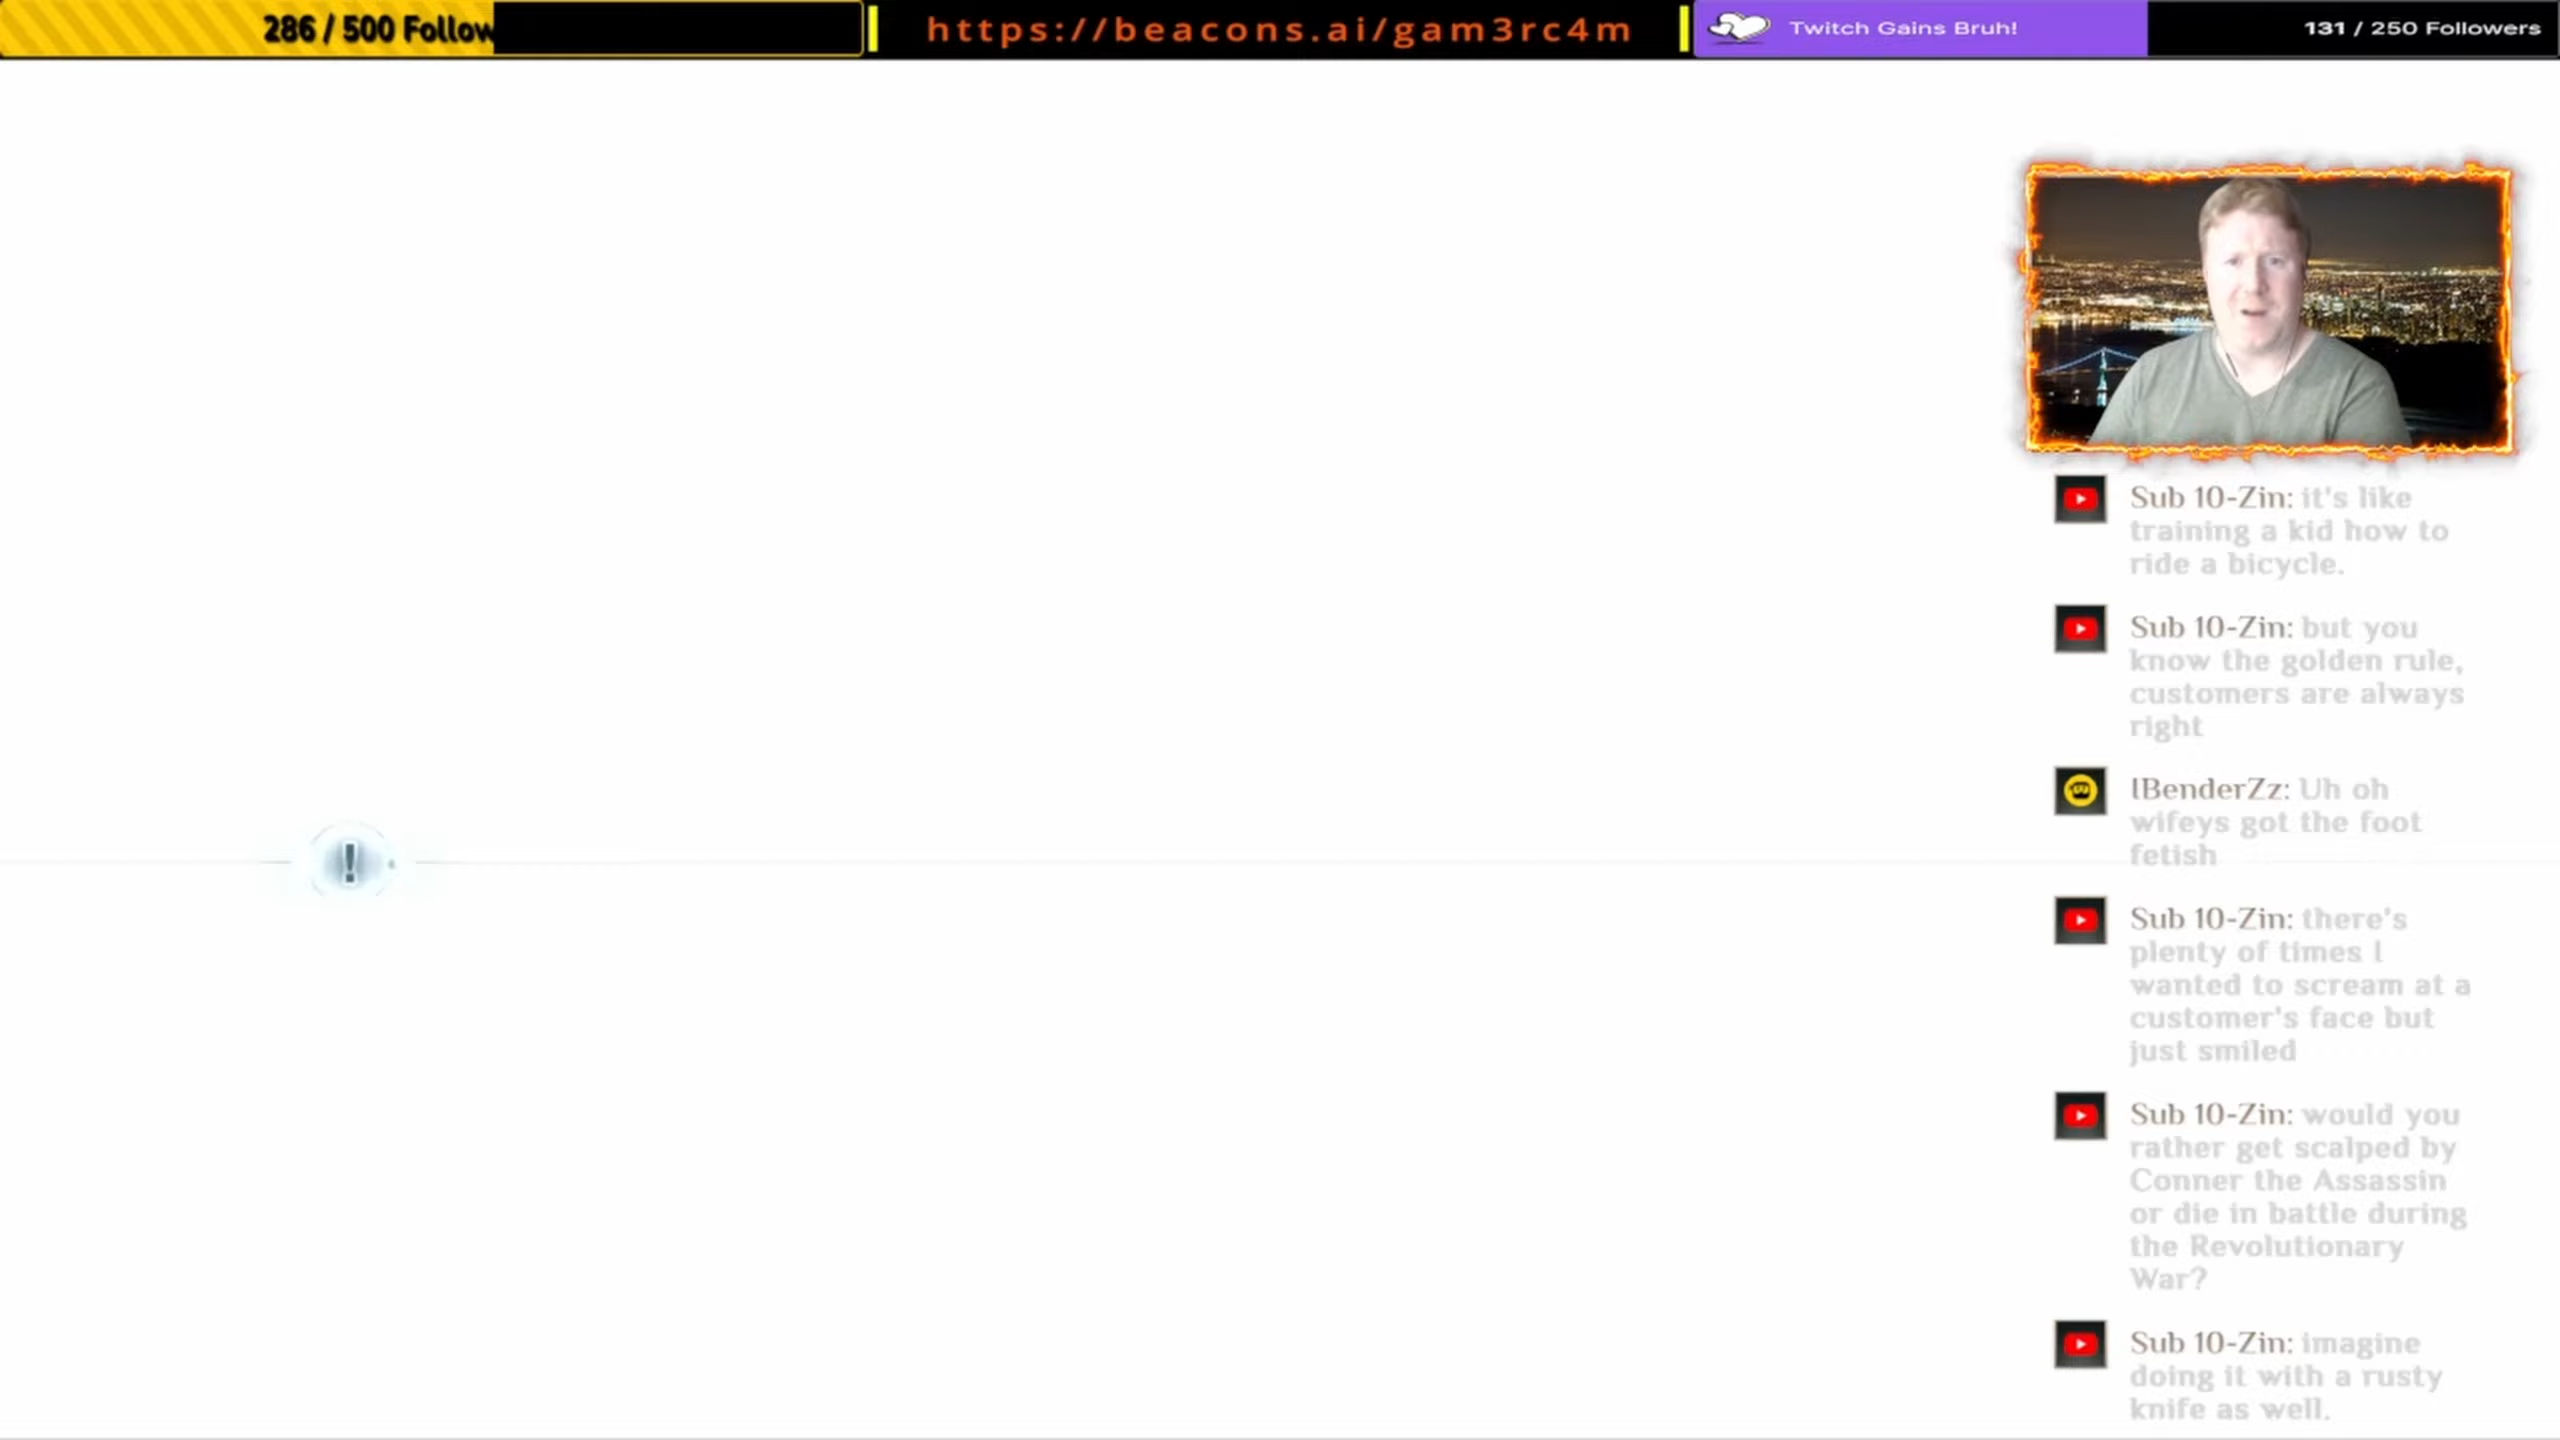 286 / 500 Follow
https://beacons.ai/gam3rc4m
Twitch Gains Bruh!
131 / 250 Followers
Sub 10-Zin: it's like
training a kid how to
ride a bicycle.
Sub 10-Zin: but you
know the golden rule,
customers are always
right
IBenderZz: Uh oh
wifeys got the foot
fetish
Sub 10-Zin: there's
plenty of times I
wanted to scream at a
customer's face but
just smiled
Sub 10-Zin: would you
rather get scalped by
Conner the Assassin
or die in battle during
the Revolutionary
War?
Sub 10-Zin: imagine
doing it with a rusty
knife as well.
!